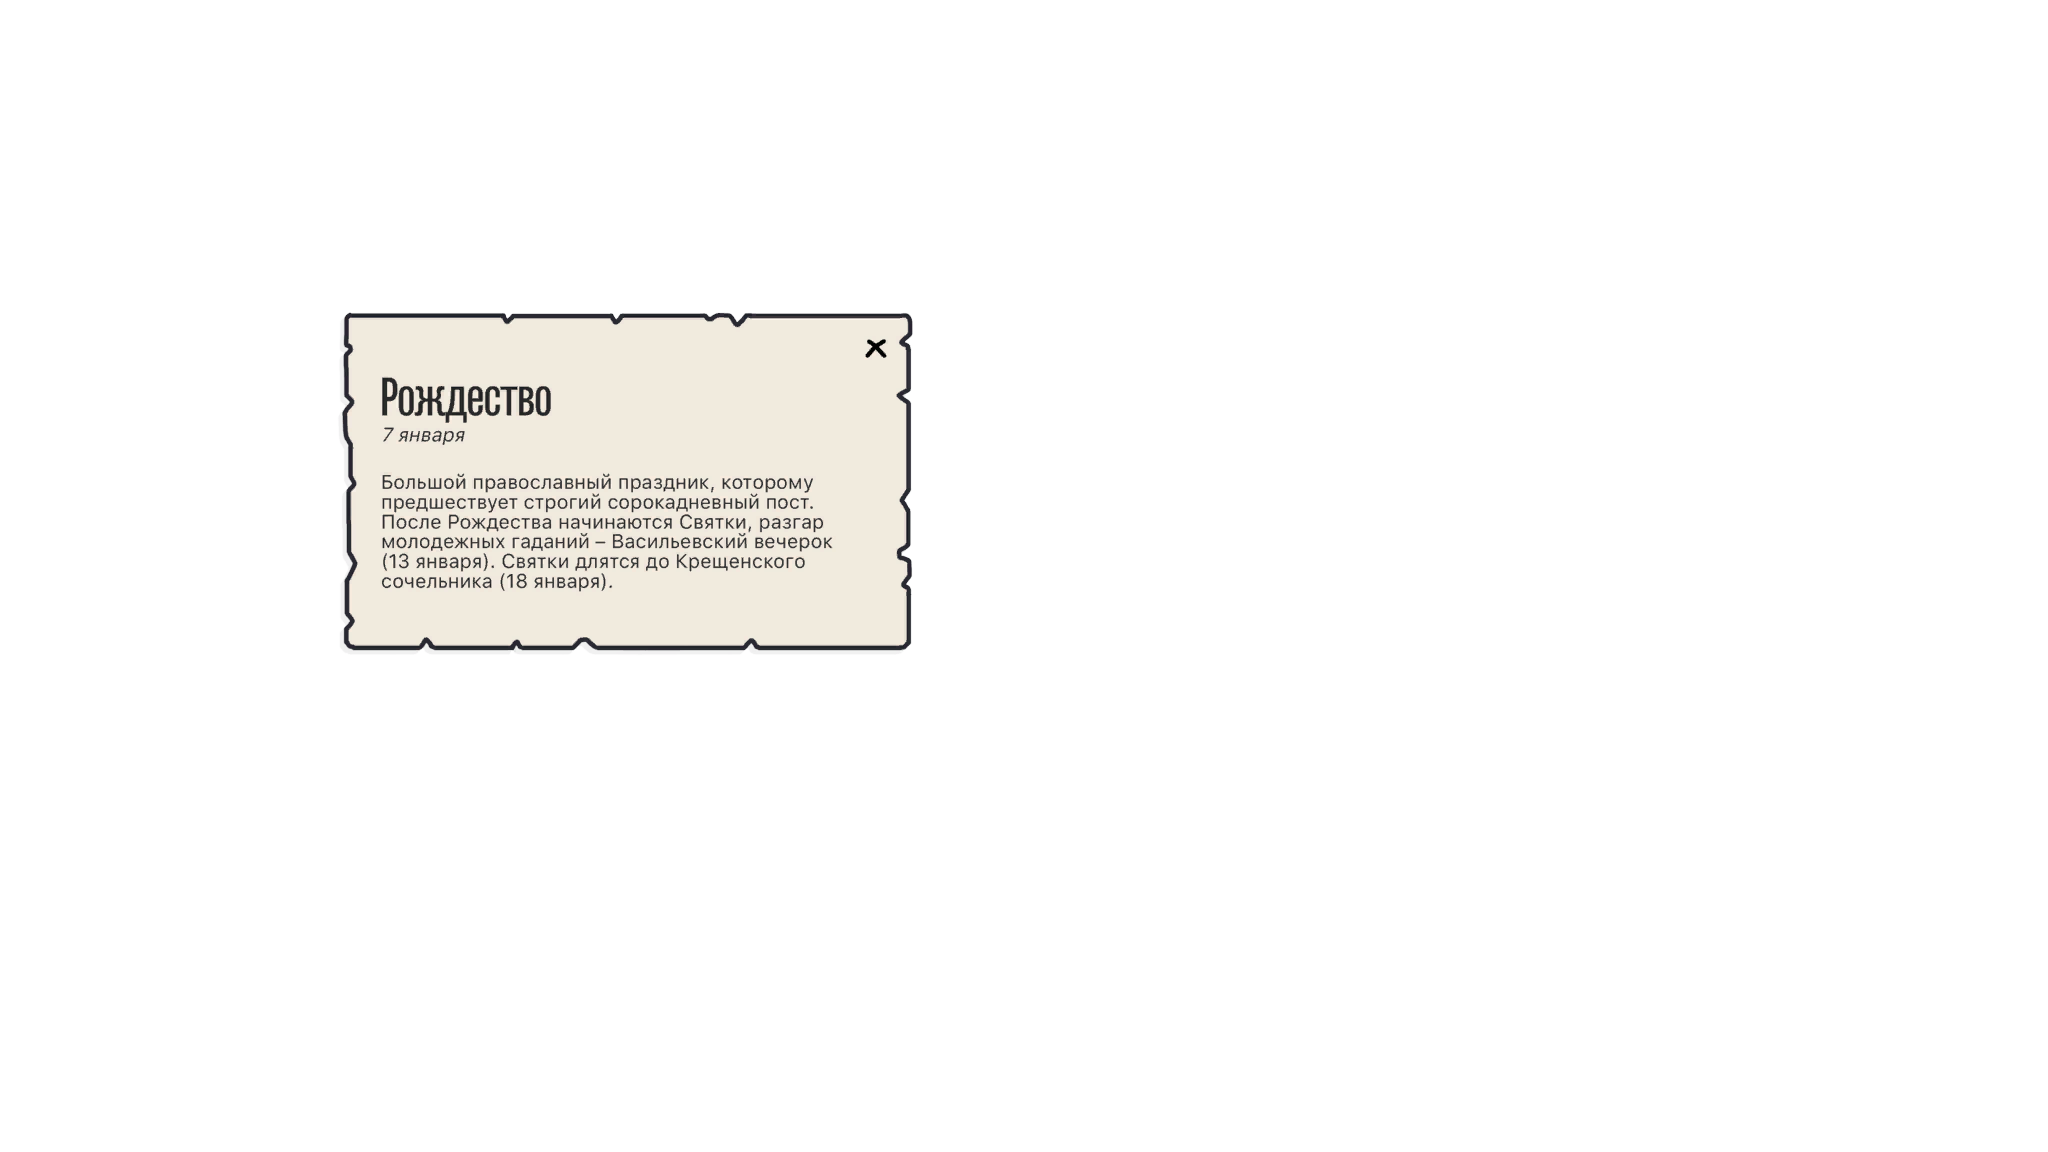 Рождество
7 января
Большой православный праздник, которому
предшествует строгий сорокадневный пост.
После Рождества начинаются Святки, разгар
молодежных гаданий – Васильевский вечерок
(13 января). Святки длятся до Крещенского
сочельника (18 января).